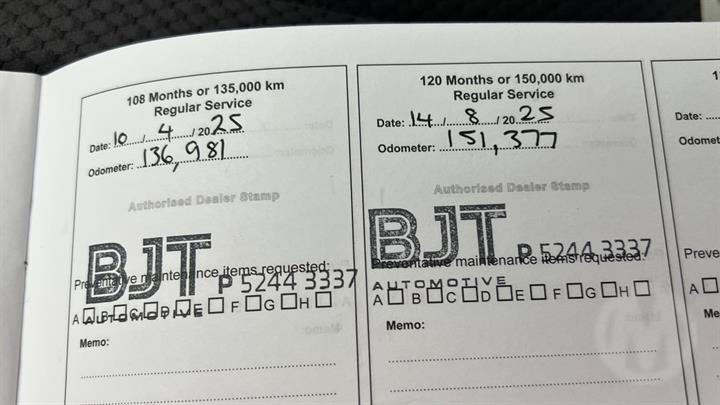 108 Months or 135,000 km
Regular Service
Date: 10 / 4 / 2025
Odometer: 136,981
Authorised Dealer Stamp
BJT P 5244 3337
Preventative maintenance items requested:
AUTOMOTIVE
A B C D E F G H
Memo:
120 Months or 150,000 km
Regular Service
Date: 14 / 8 / 2025
Odometer: 151,377
Authorised Dealer Stamp
BJT P 5244 3337
Preventative maintenance items requested:
AUTOMOTIVE
A B C D E F G H
Memo:
1
Date:
Odomet
Preve
A
Me